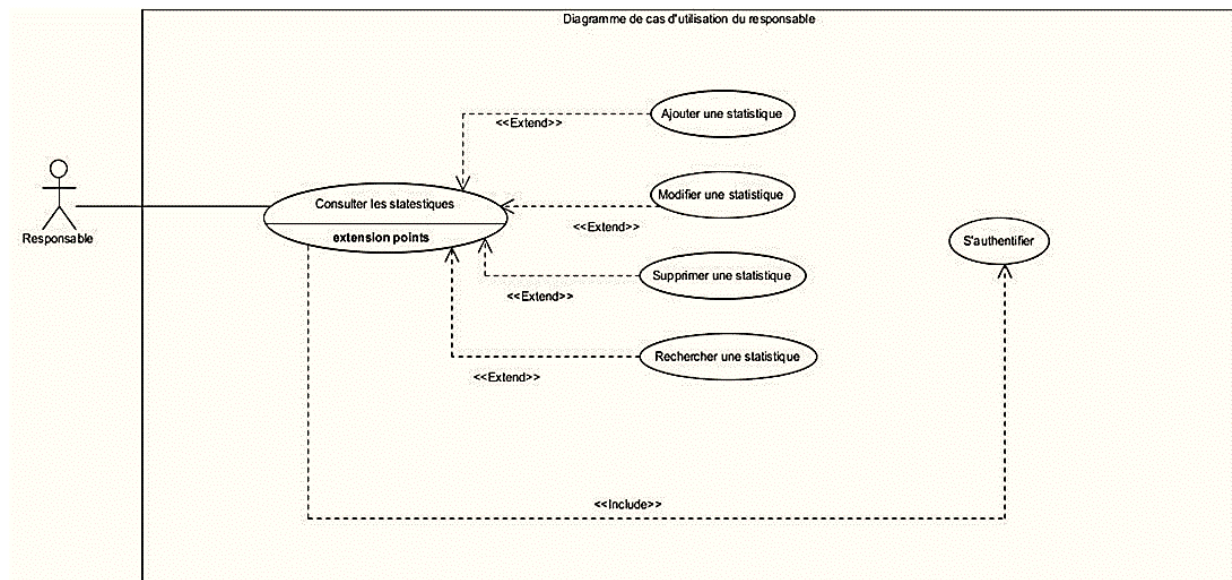 Diagramme de cas d'utilisation du responsable
Ajouter une statistique
<<Extend>>
Modifier une statistique
<<Extend>>
Consulter les statestiques
extension points
Responsable
S'authentifier
Supprimer une statistique
<<Extend>>
Rechercher une statistique
<<Extend>>
<<Include>>